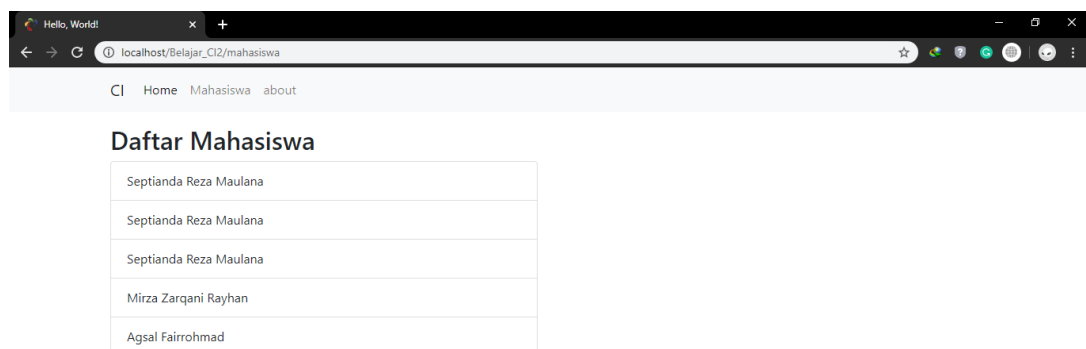 Hello, World!
localhost/Belajar_CI2/mahasiswa
CI Home Mahasiswa about
Daftar Mahasiswa
Septianda Reza Maulana
Septianda Reza Maulana
Septianda Reza Maulana
Mirza Zarqani Rayhan
Agsal Fairrohmad